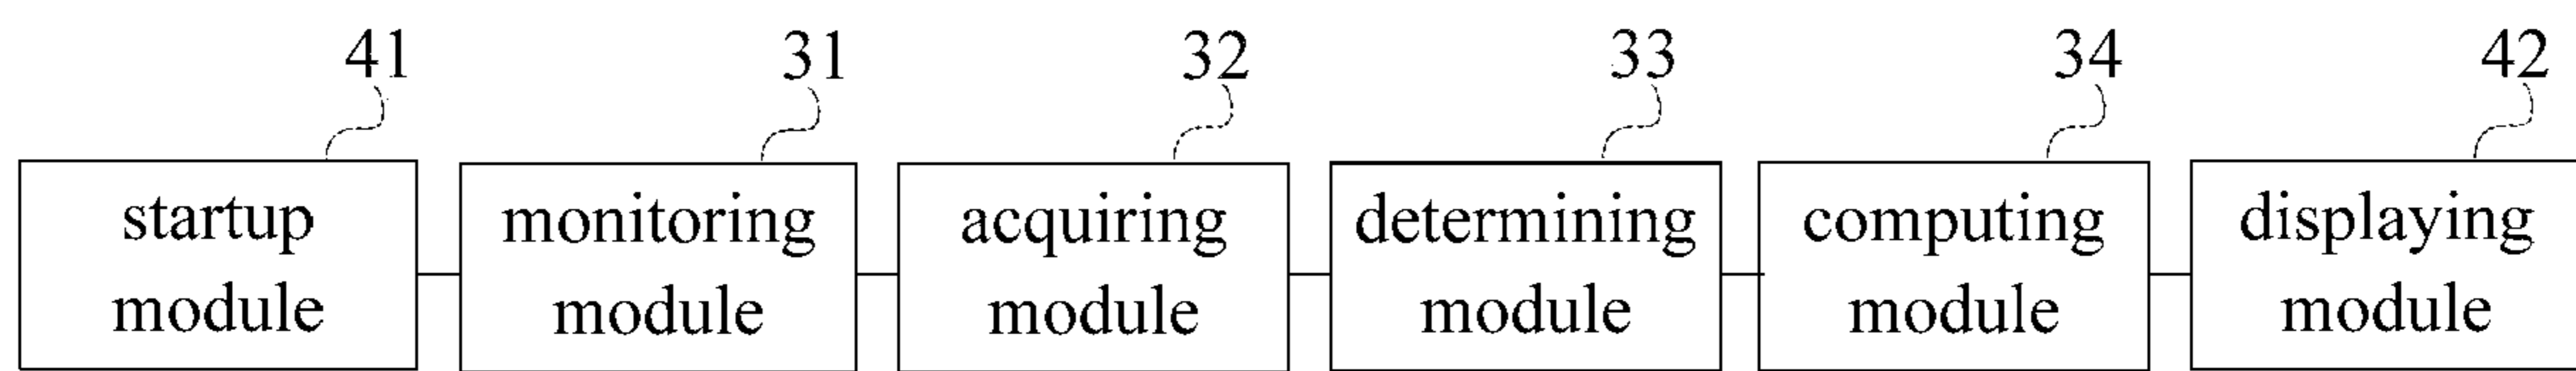 41 31 32 33 34 42
startup monitoring acquiring determining computing displaying
module module module module module module